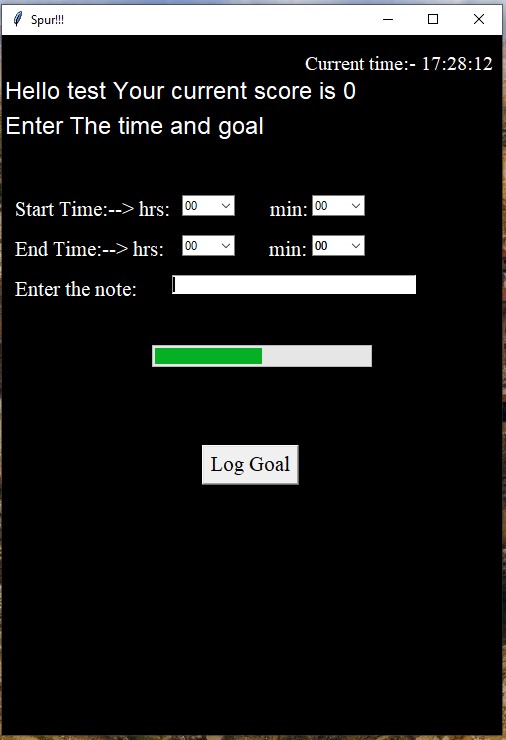 Spur!!!
Current time:- 17:28:12
Hello test Your current score is 0
Enter The time and goal
Start Time:--> hrs: 00 min: 00
End Time:--> hrs: 00 min: 00
Enter the note:
Log Goal